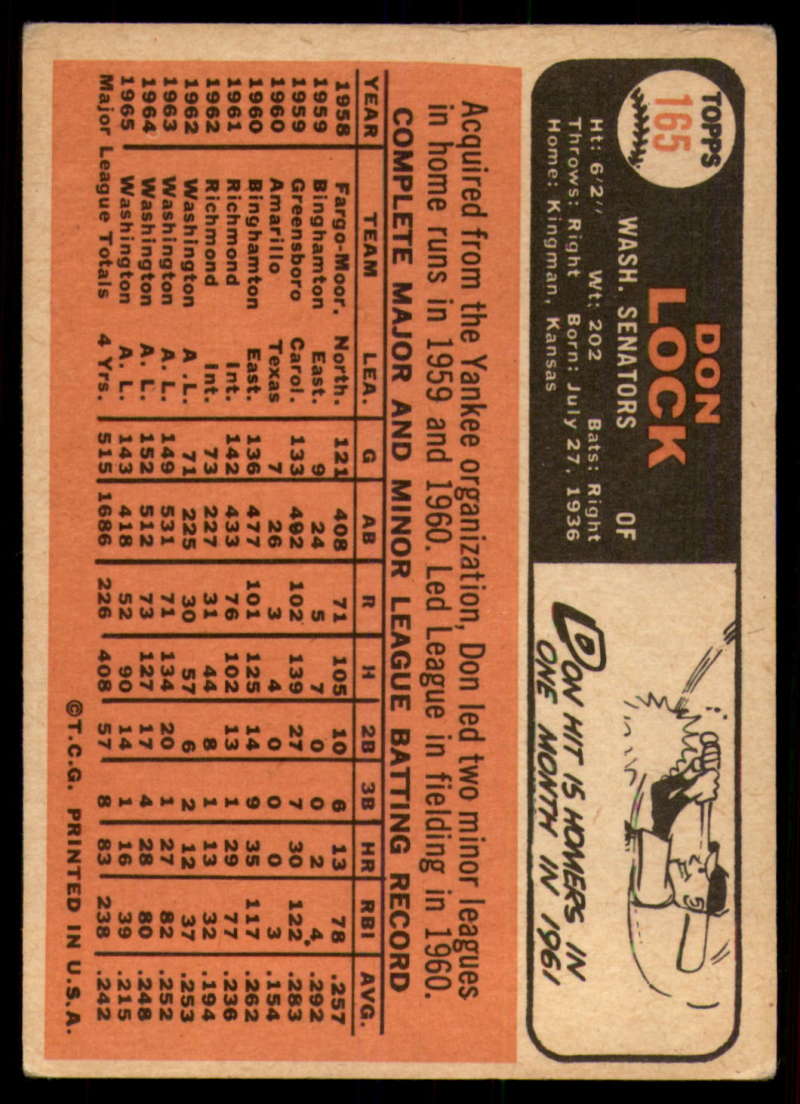 TOPPS
165
DON
LOCK
WASH. SENATORS OF
Ht: 6'2" Wt: 202 Bats: Right
Throws: Right Born: July 27, 1936
Home: Kingman, Kansas
DON HIT 15 HOMERS IN
ONE MONTH IN 1961
Acquired from the Yankee organization, Don led two minor leagues
in home runs in 1959 and 1960. Led League in fielding in 1960.
COMPLETE MAJOR AND MINOR LEAGUE BATTING RECORD
YEAR TEAM LEA. G AB R H 2B 3B HR RBI AVG.
1958 Fargo-Moor. North. 121 408 71 105 10 6 13 78 .257
1959 Binghamton East. 9 24 5 7 0 0 2 4 .292
1959 Greensboro Carol. 133 492 102 139 27 7 30 122 .283
1960 Amarillo Texas 7 26 3 4 0 0 0 3 .154
1960 Binghamton East. 136 477 101 125 14 9 35 117 .262
1961 Richmond Int. 142 433 76 102 13 1 29 77 .236
1962 Richmond Int. 73 227 31 44 8 1 13 32 .194
1962 Washington A .L. 71 225 30 57 6 2 12 37 .253
1963 Washington A. L. 149 531 71 134 20 1 27 82 .252
1964 Washington A. L. 152 512 73 127 17 4 28 80 .248
1965 Washington A. L. 143 418 52 90 14 1 16 39 .215
Major League Totals 4 Yrs. 515 1686 226 408 57 8 83 238 .242
©T.C.G. PRINTED IN U.S.A.